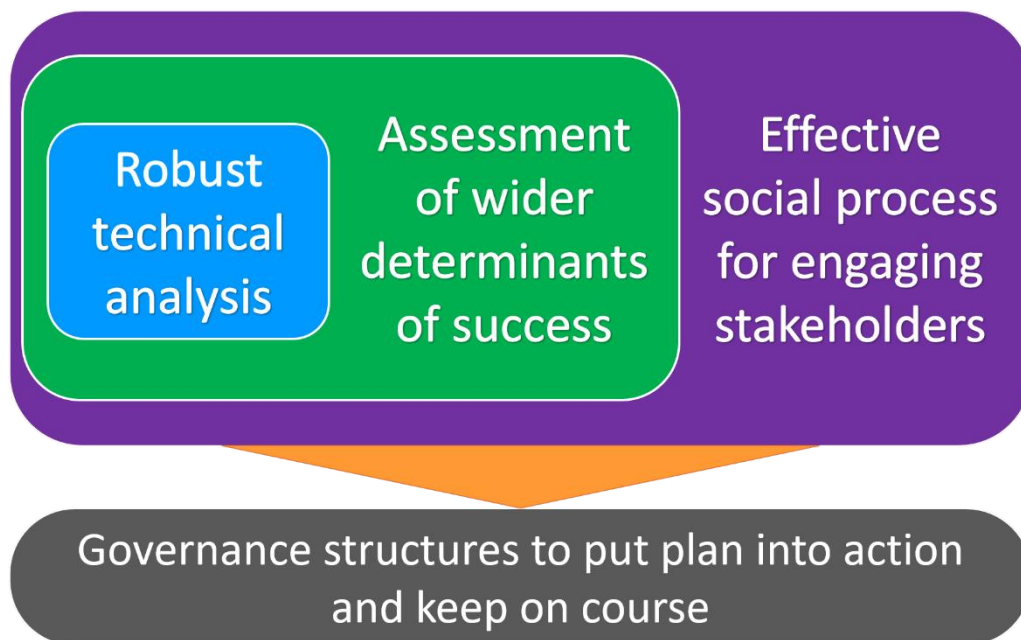 Robust
technical
analysis
Assessment
of wider
determinants
of success
Effective
social process
for engaging
stakeholders
Governance structures to put plan into action
and keep on course